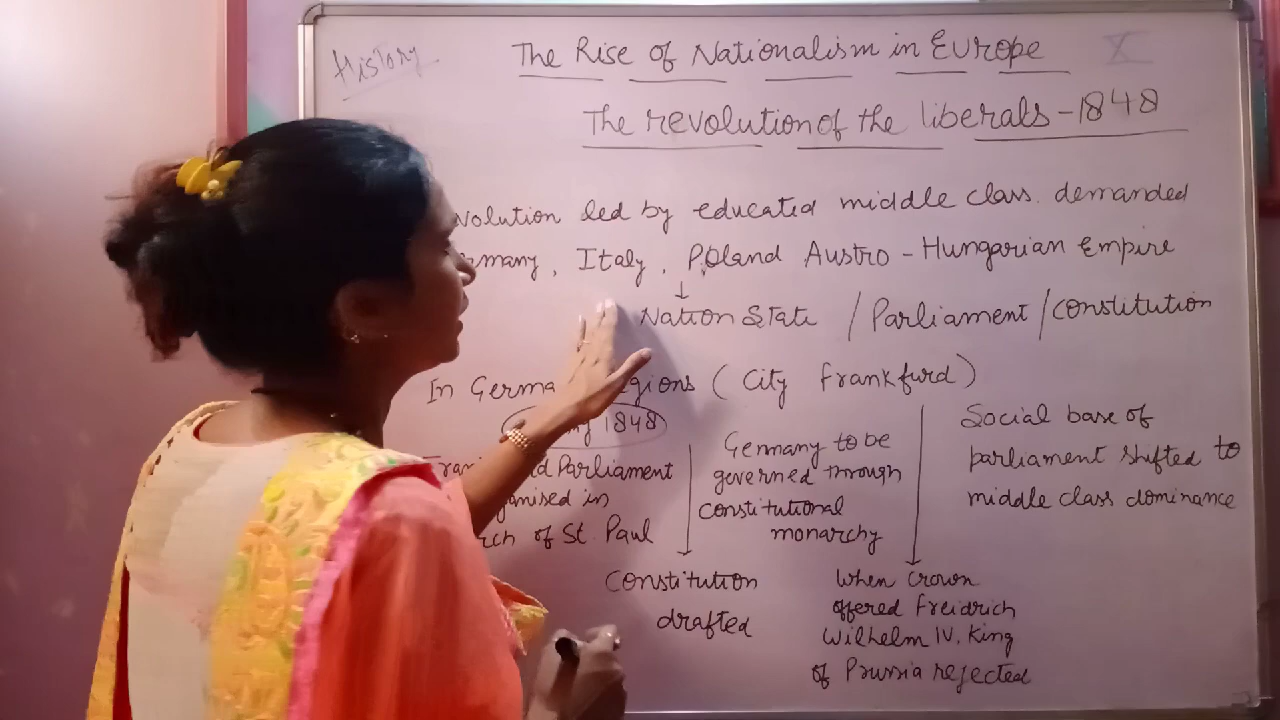 History
The Rise of Nationalism in Europe
X
The revolution of the liberals - 1848
volution led by educated middle class demanded
many, Italy, Poland Austro - Hungarian Empire
↓
Nation State / Parliament / Constitution
In Germa gions ( City Frankfurd )
1848
Parliament
ganised in
rch of St. Paul
Germany to be
governed through
constitutional
monarchy
Social base of
parliament shifted to
middle class dominance
Constitution
drafted
When Crown
offered Freidrich
Wilhelm IV. King
of Prussia rejected